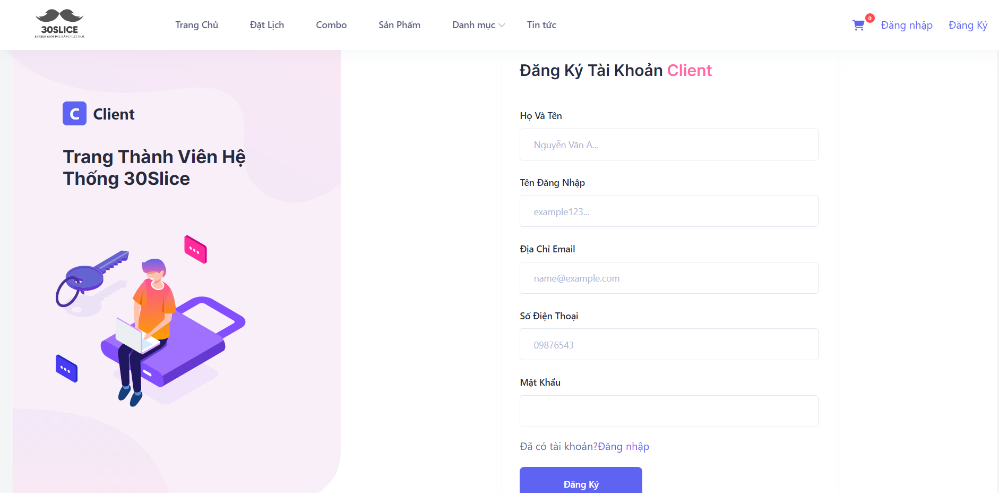 30SLICE
BARBER SHOP ĐẦU HÀNG VIỆT NAM
Trang Chủ
Đặt Lịch
Combo
Sản Phẩm
Danh mục
Tin tức
0
Đăng nhập
Đăng Ký
C
Client
Trang Thành Viên Hệ
Thống 30Slice
Đăng Ký Tài Khoản Client
Họ Và Tên
Nguyễn Văn A...
Tên Đăng Nhập
example123...
Địa Chỉ Email
name@example.com
Số Điện Thoại
09876543
Mật Khẩu
Đã có tài khoản?Đăng nhập
Đăng Ký